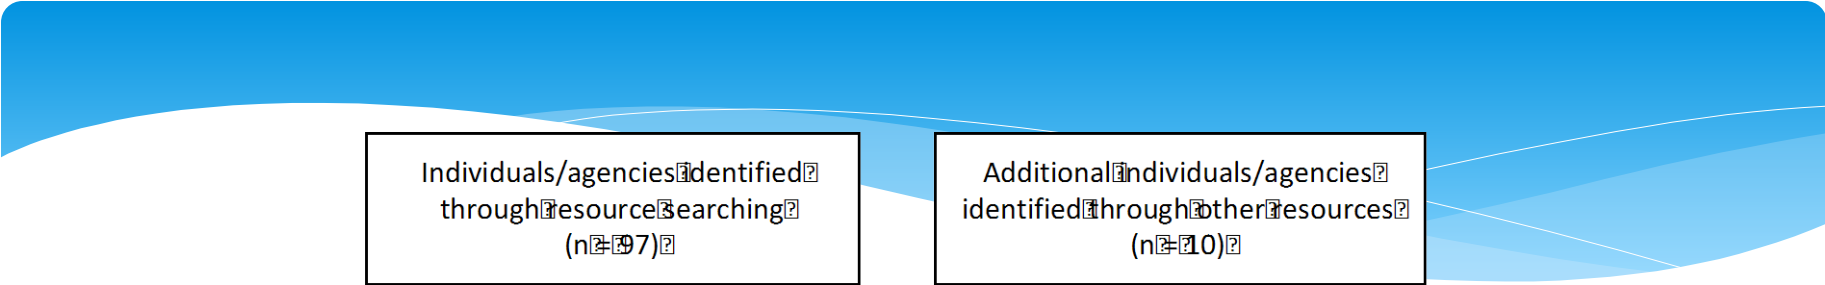 Individuals/agencies identified
through resource searching
(n = 97)
Additional individuals/agencies
identified through other resources
(n = 10)